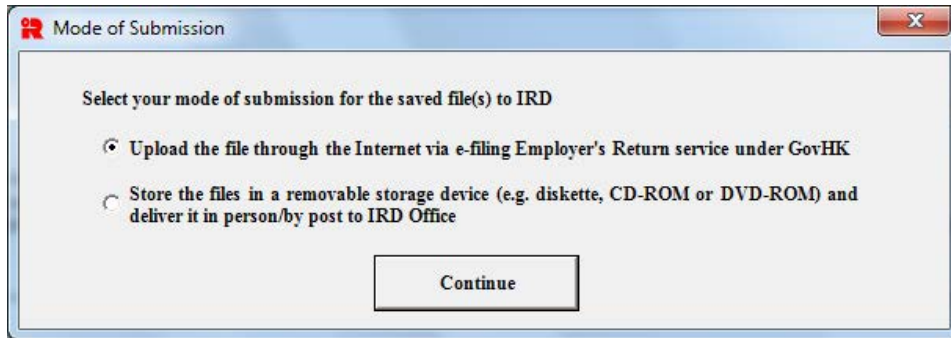 Mode of Submission
Select your mode of submission for the saved file(s) to IRD
Upload the file through the Internet via e-filing Employer's Return service under GovHK
Store the files in a removable storage device (e.g. diskette, CD-ROM or DVD-ROM) and
deliver it in person/by post to IRD Office
Continue